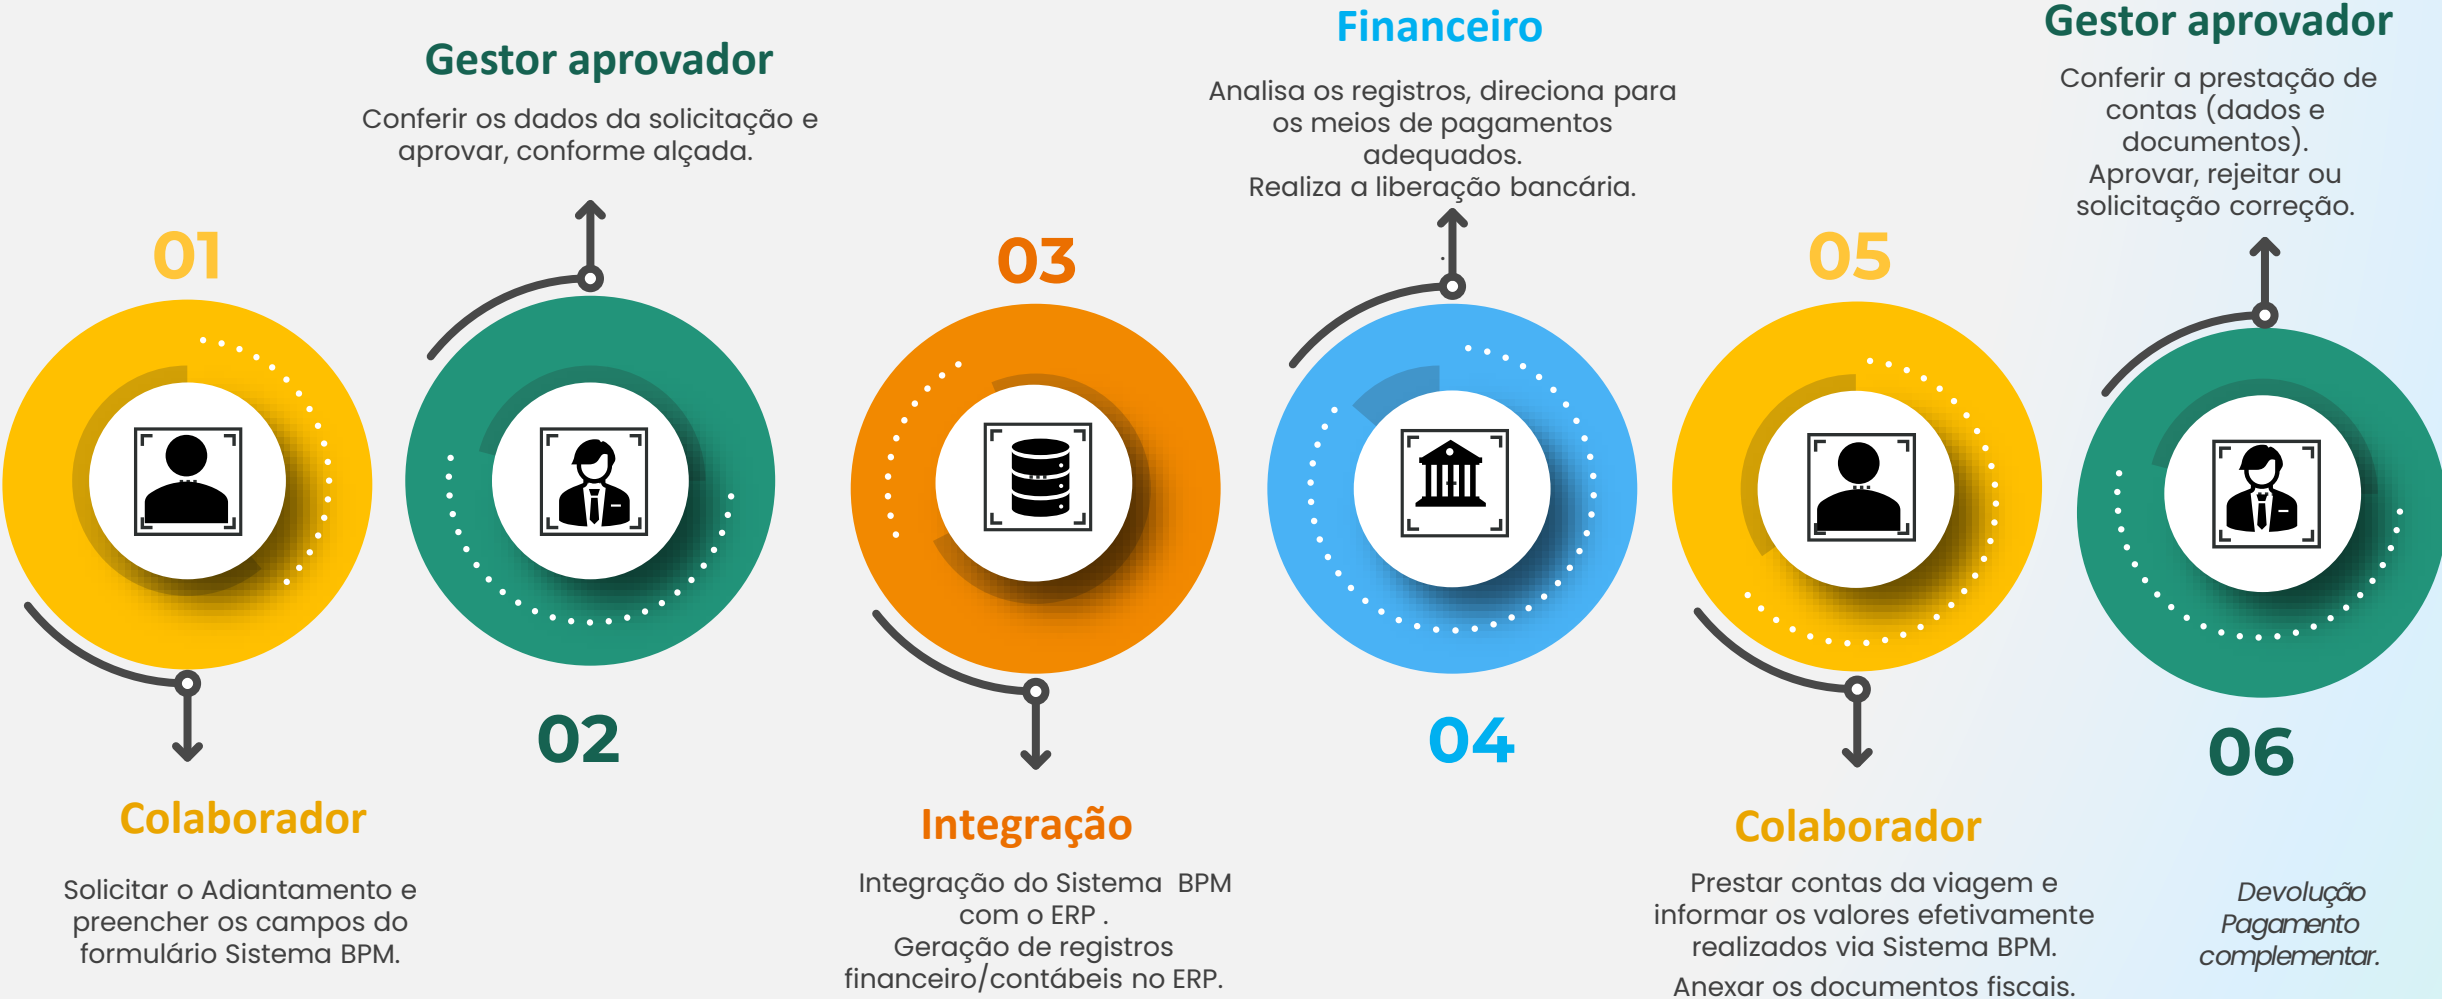 01
Colaborador
Solicitar o Adiantamento e
preencher os campos do
formulário Sistema BPM.
Gestor aprovador
Conferir os dados da solicitação e
aprovar, conforme alçada.
02
03
Integração
Integração do Sistema  BPM
com o ERP .
Geração de registros
financeiro/contábeis no ERP.
Financeiro
Analisa os registros, direciona para
os meios de pagamentos
adequados.
Realiza a liberação bancária.
04
05
Colaborador
Prestar contas da viagem e
informar os valores efetivamente
realizados via Sistema BPM.
Anexar os documentos fiscais.
Gestor aprovador
Conferir a prestação de
contas (dados e
documentos).
Aprovar, rejeitar ou
solicitação correção.
06
Devolução
Pagamento
complementar.